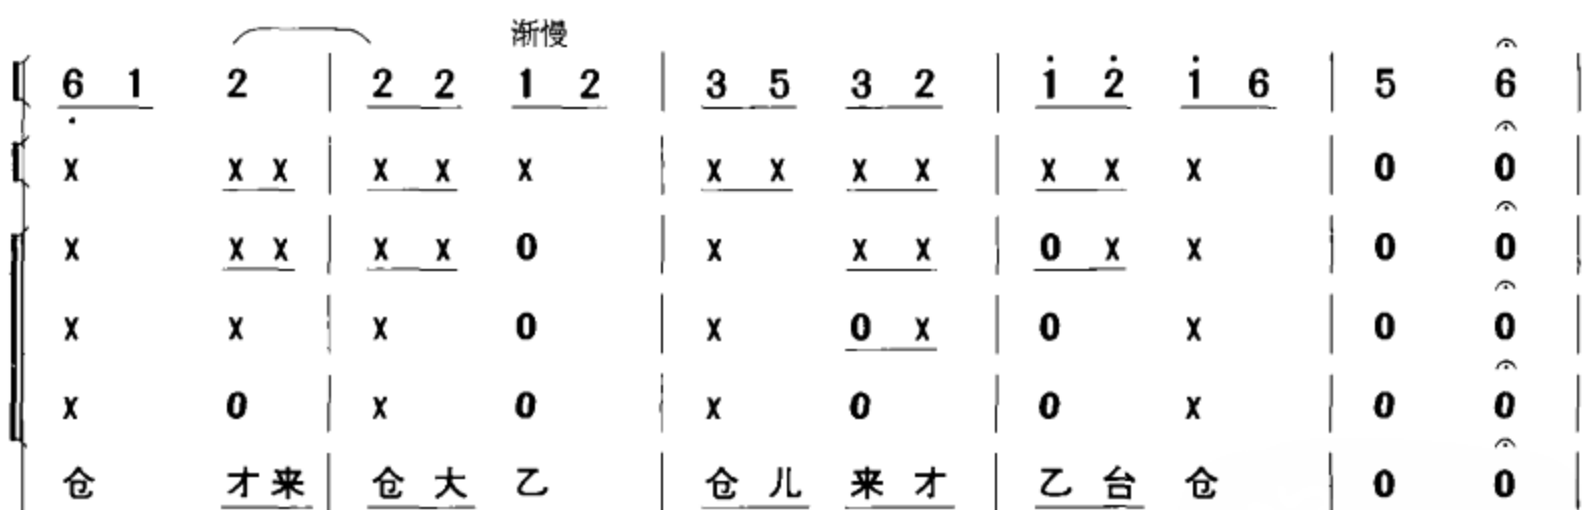 渐慢
6 1 2 | 2 2 1 2 | 3 5 3 2 | 1 2 1 6 | 5 6 |
x x x | x x x | x x x x | x x x | 0 0 |
x x x | x x 0 | x x x | 0 x x | 0 0 |
x x | x 0 | x 0 x | 0 x | 0 0 |
x 0 | x 0 | x 0 | 0 x | 0 0 |
仓 才来 | 仓大 乙 | 仓儿 来才 | 乙台 仓 | 0 0 |